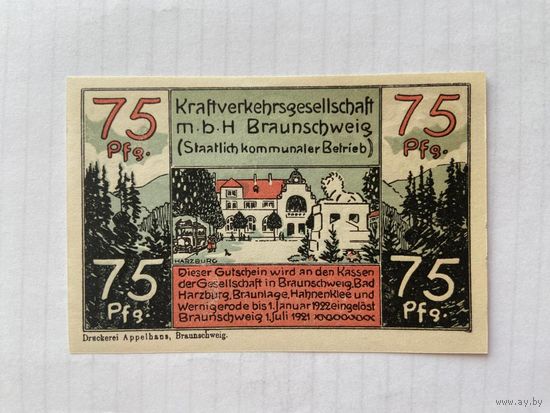 75 Pfg.
75 Pfg.
Kraftverkehrsgesellschaft
m·b·H Braunschweig
(Staatlich kommunaler Betrieb)
HARZBURG
75 Pfg.
75 Pfg.
Dieser Gutschein wird an den Kassen
der Gesellschaft in Braunschweig, Bad
Harzburg, Braunlage, Hahnenklee und
Wernigerode bis 1. Januar 1922 eingelöst
Braunschweig 1. Juli 1921 xxxxxxxx
Druckerei Appelhans, Braunschweig.
www.ay.by